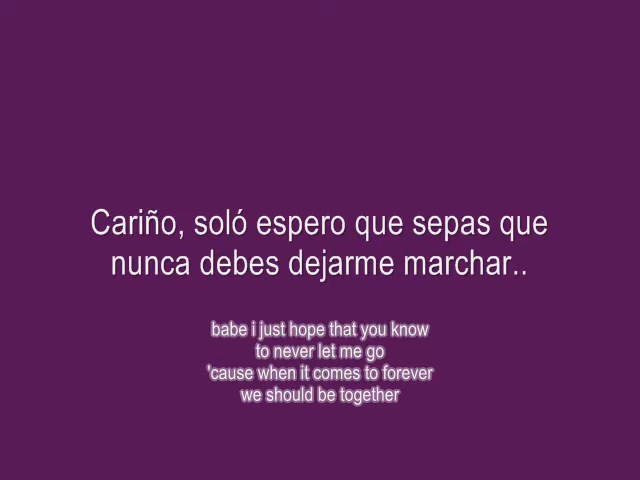 Cariño, soló espero que sepas que
nunca debes dejarme marchar..
babe i just hope that you know
to never let me go
'cause when it comes to forever
we should be together